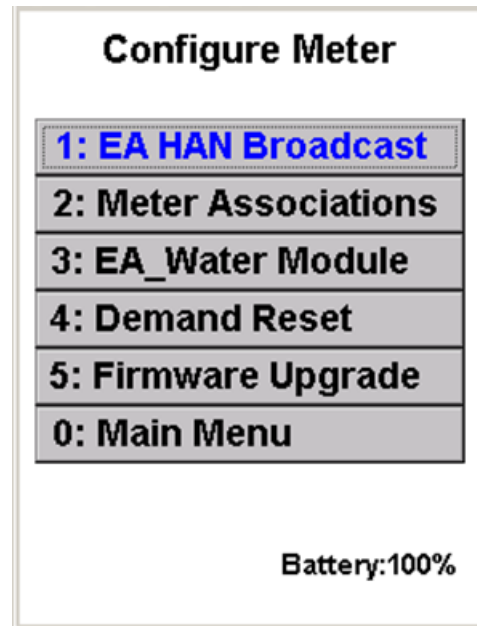 Configure Meter
1: EA HAN Broadcast
2: Meter Associations
3: EA_Water Module
4: Demand Reset
5: Firmware Upgrade
0: Main Menu
Battery:100%